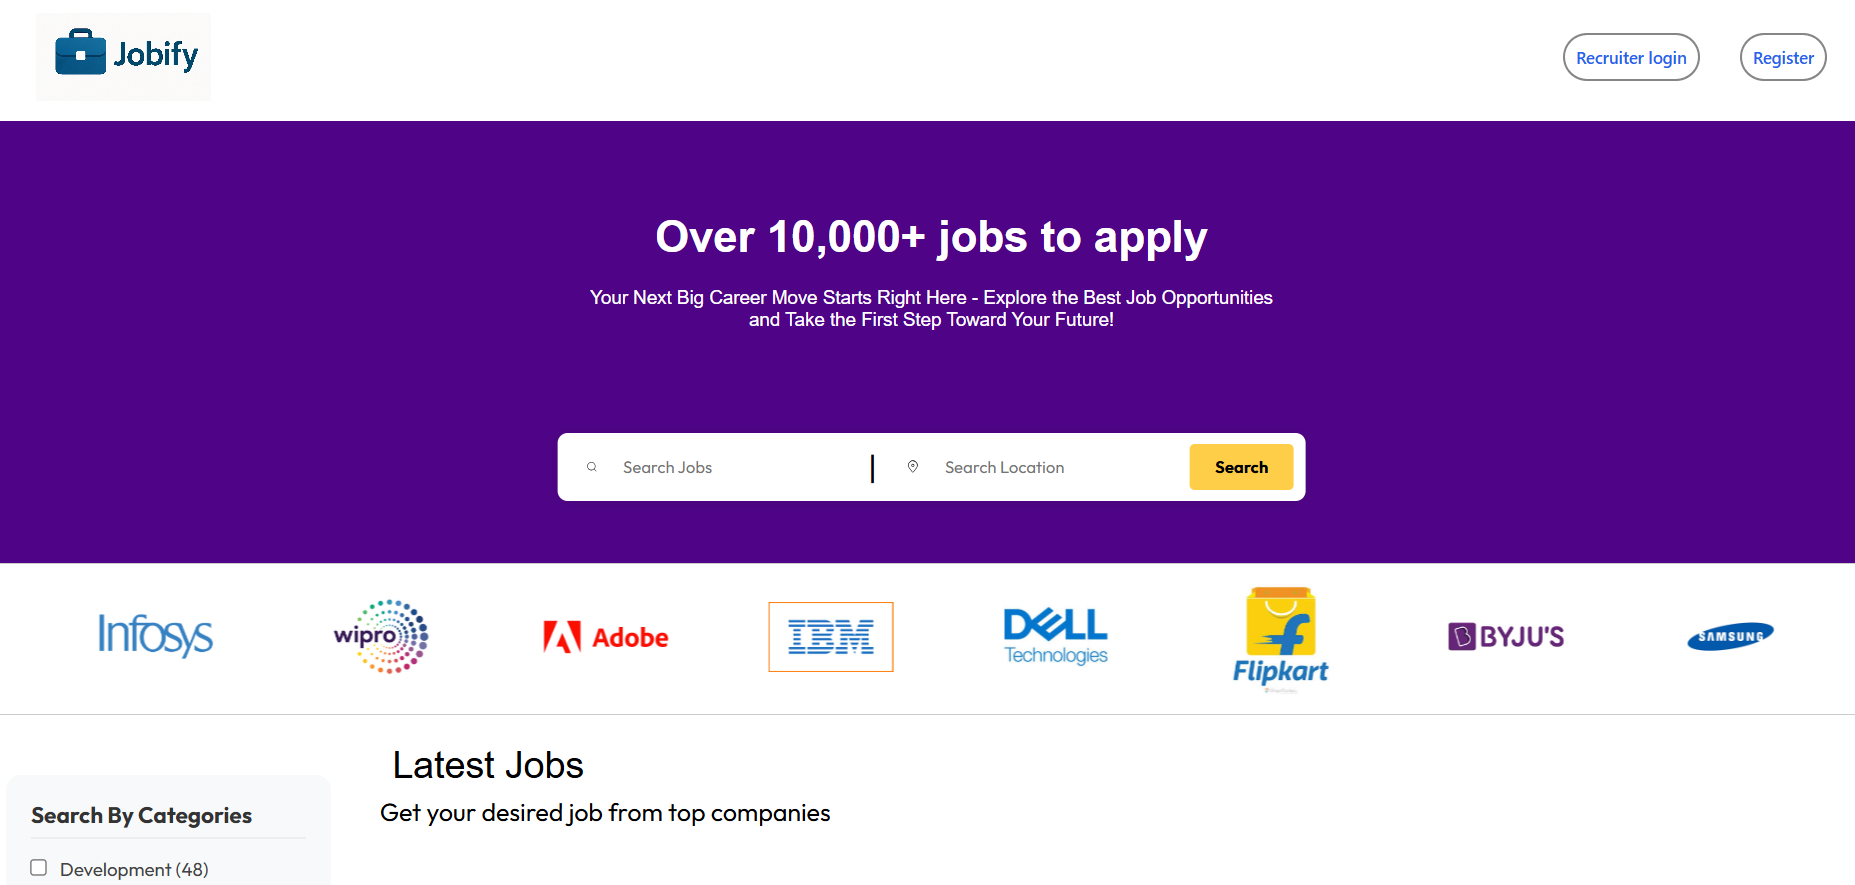 Jobify
Recruiter login
Register
Over 10,000+ jobs to apply
Your Next Big Career Move Starts Right Here - Explore the Best Job Opportunities
and Take the First Step Toward Your Future!
Search Jobs
Search Location
Search
Infosys
wipro
Adobe
IBM
DELL
Technologies
Flipkart
BYJU'S
SAMSUNG
Latest Jobs
Get your desired job from top companies
Search By Categories
Development (48)